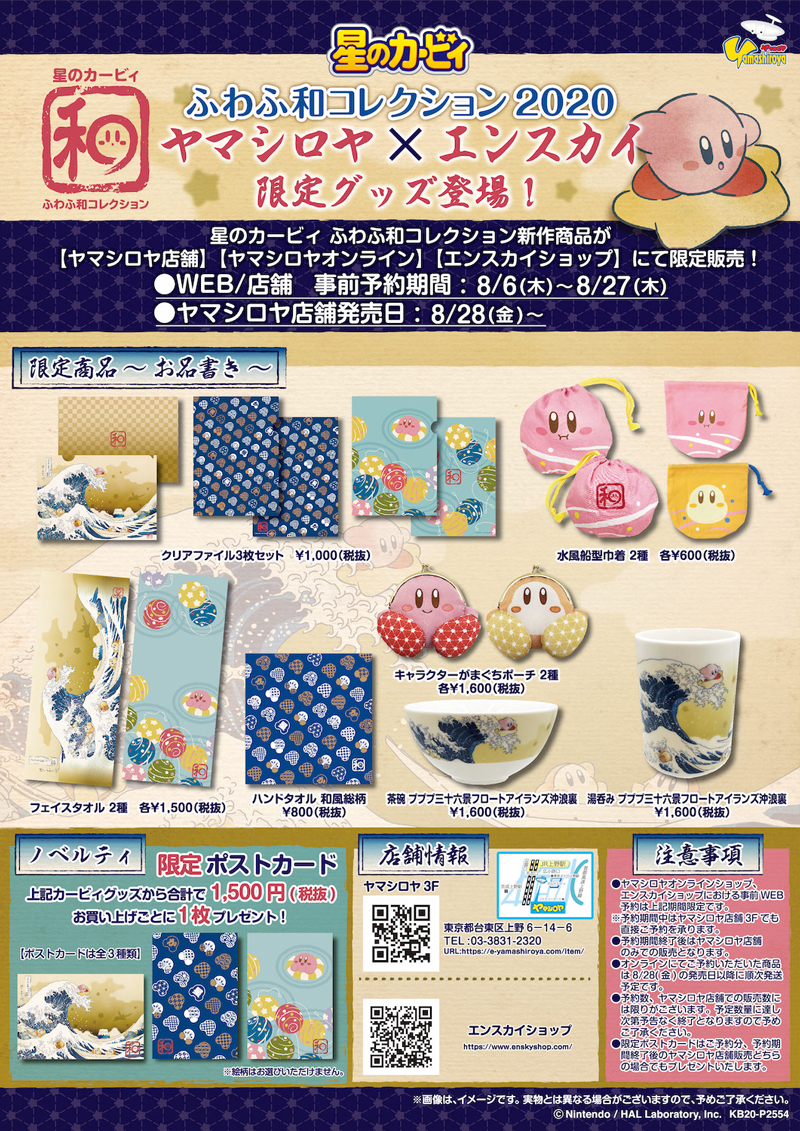 星のカービィ
ヤマシロヤ
Yamashiroya
星のカービィ
和
ふわふ和コレクション
ふわふ和コレクション2020
ヤマシロヤ×エンスカイ
限定グッズ登場!
星のカービィ ふわふ和コレクション新作商品が
【ヤマシロヤ店舗】【ヤマシロヤオンライン】【エンスカイショップ】にて限定販売!
●WEB/店舗 事前予約期間:8/6(木)~8/27(木)
●ヤマシロヤ店舗発売日:8/28(金)~
限定商品~お名書き~
クリアファイル3枚セット ¥1,000(税抜)
水風船型巾着 2種 各¥600(税抜)
キャラクターがまぐちポーチ 2種
各¥1,600(税抜)
フェイスタオル 2種 各¥1,500(税抜)
ハンドタオル 和風総柄
¥800(税抜)
茶碗 プププ三十六景フロートアイランズ沖浪裏
¥1,600(税抜)
湯呑み プププ三十六景フロートアイランズ沖浪裏
¥1,600(税抜)
ノベルティ
限定 ポストカード
上記カービィグッズから合計で1,500円(税抜)
お買い上げごとに1枚プレゼント!
【ポストカードは全3種類】
※絵柄はお選びいただけません。
店舗情報
ヤマシロヤ 3F
JR上野駅
ヤマシロヤ
東京都台東区上野6-14-6
TEL:03-3831-2320
URL:https://e-yamashiroya.com/item/
エンスカイショップ
https://www.enskyshop.com/
注意事項
●ヤマシロヤオンラインショップ、
エンスカイショップにおける事前WEB
予約は上記期間限定です。
※予約期間中はヤマシロヤ店舗3Fでも
直接ご予約を承ります。
●予約期間終了後はヤマシロヤ店舗
のみでの販売となります。
●オンラインにてご予約いただいた商品
は8/28(金)の発売日以降に順次発送
予定です。
●予約数、ヤマシロヤ店舗での販売数に
は限りがございます。予定数量に達し
次第予告なく終了となりますので予め
ご了承ください。
●限定ポストカードはご予約分、予約期
間終了後のヤマシロヤ店舗販売どちら
の場合でもプレゼントいたします。
※画像は、イメージです。実物とは異なる場合がございますので、予めご了承ください。
©Nintendo / HAL Laboratory, Inc. KB20-P2554